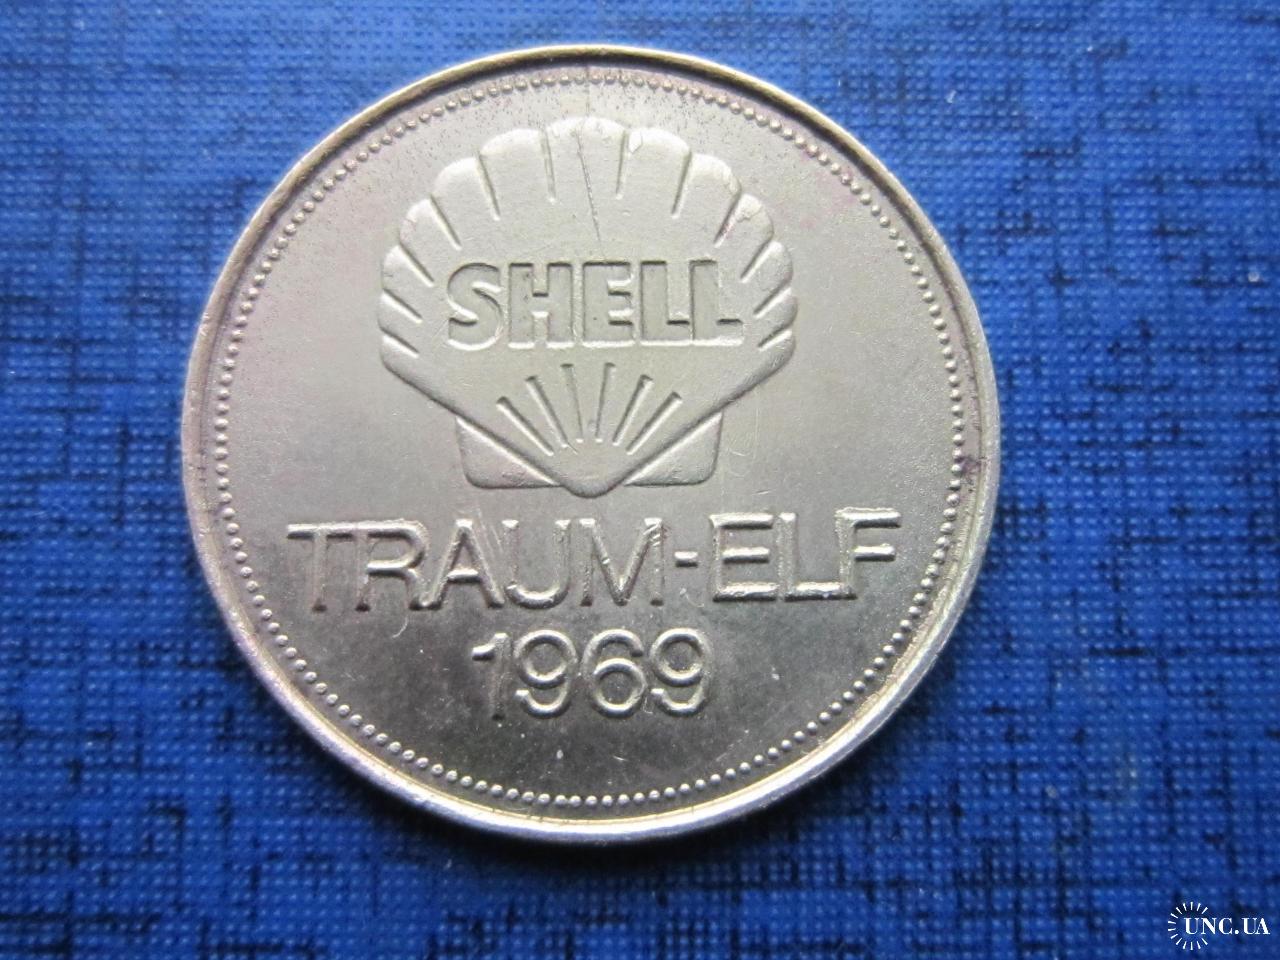 SHELL
TRAUM-ELF
1969
UNC.UA